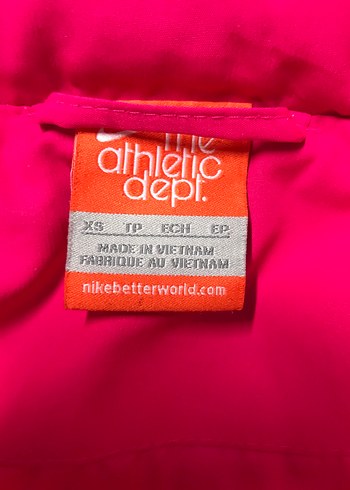 the
athletic
dept.
XS TP ECH EP
MADE IN VIETNAM
FABRIQUE AU VIETNAM
nikebetterworld.com